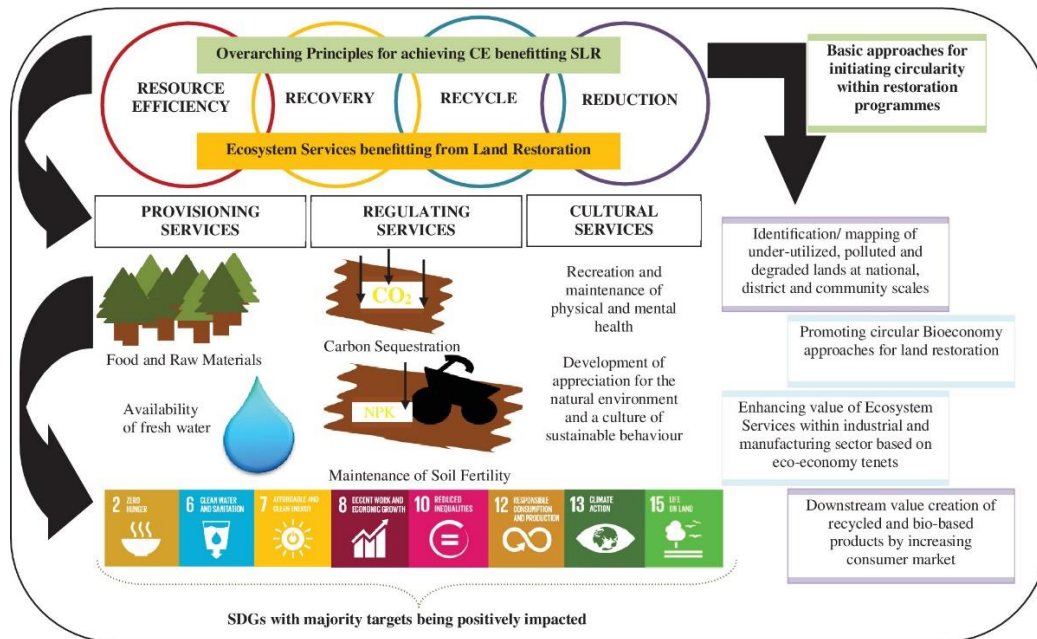 Overarching Principles for achieving CE benefitting SLR
RESOURCE
EFFICIENCY
RECOVERY
RECYCLE
REDUCTION
Ecosystem Services benefitting from Land Restoration
Basic approaches for
initiating circularity
within restoration
programmes
PROVISIONING
SERVICES
REGULATING
SERVICES
CULTURAL
SERVICES
Food and Raw Materials
Availability
of fresh water
CO₂
Carbon Sequestration
NPK
Maintenance of Soil Fertility
Recreation and
maintenance of
physical and mental
health
Development of
appreciation for the
natural environment
and a culture of
sustainable behaviour
Identification/ mapping of
under-utilized, polluted and
degraded lands at national,
district and community scales
Promoting circular Bioeconomy
approaches for land restoration
Enhancing value of Ecosystem
Services within industrial and
manufacturing sector based on
eco-economy tenets
Downstream value creation of
recycled and bio-based
products by increasing
consumer market
2 ZERO
HUNGER
6 CLEAN WATER
AND SANITATION
7 AFFORDABLE AND
CLEAN ENERGY
8 DECENT WORK AND
ECONOMIC GROWTH
10 REDUCED
INEQUALITIES
12 RESPONSIBLE
CONSUMPTION
AND PRODUCTION
13 CLIMATE
ACTION
15 LIFE
ON LAND
SDGs with majority targets being positively impacted